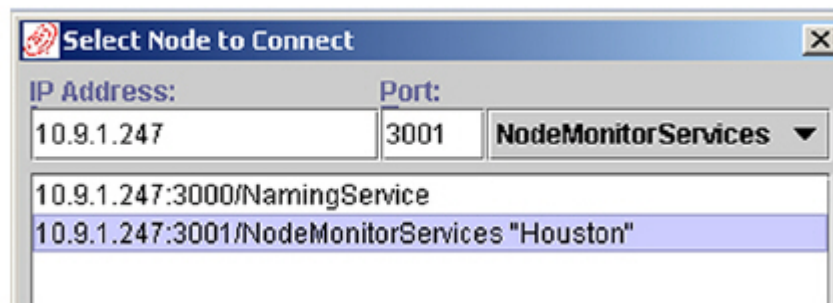 Select Node to Connect
IP Address: Port:
10.9.1.247 3001 NodeMonitorServices
10.9.1.247:3000/NamingService
10.9.1.247:3001/NodeMonitorServices "Houston"